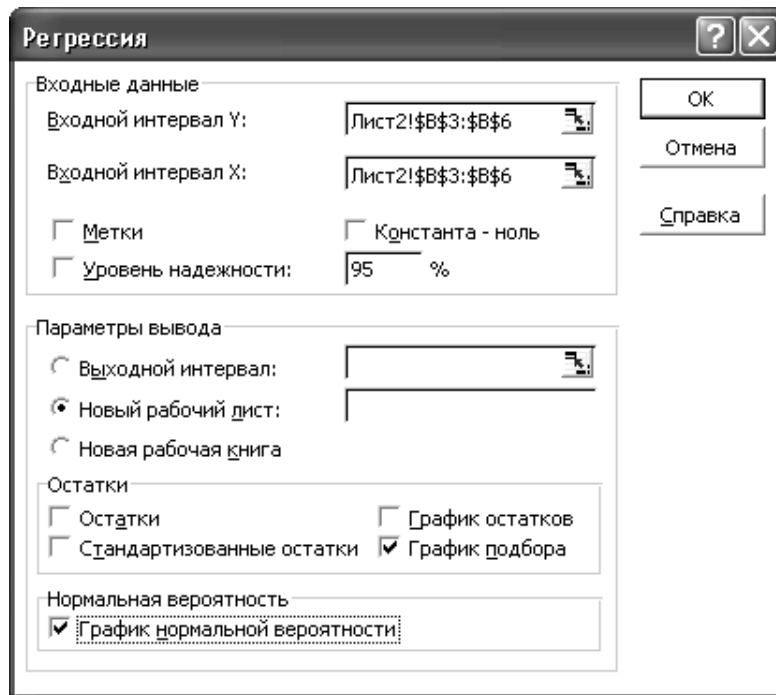 Регрессия
Входные данные
Входной интервал Y: Лист2!$B$3:$B$6
Входной интервал X: Лист2!$B$3:$B$6
Метки Константа - ноль
Уровень надежности: 95 %
OK
Отмена
Справка
Параметры вывода
Выходной интервал:
Новый рабочий лист:
Новая рабочая книга
Остатки
Остатки График остатков
Стандартизованные остатки График подбора
Нормальная вероятность
График нормальной вероятности